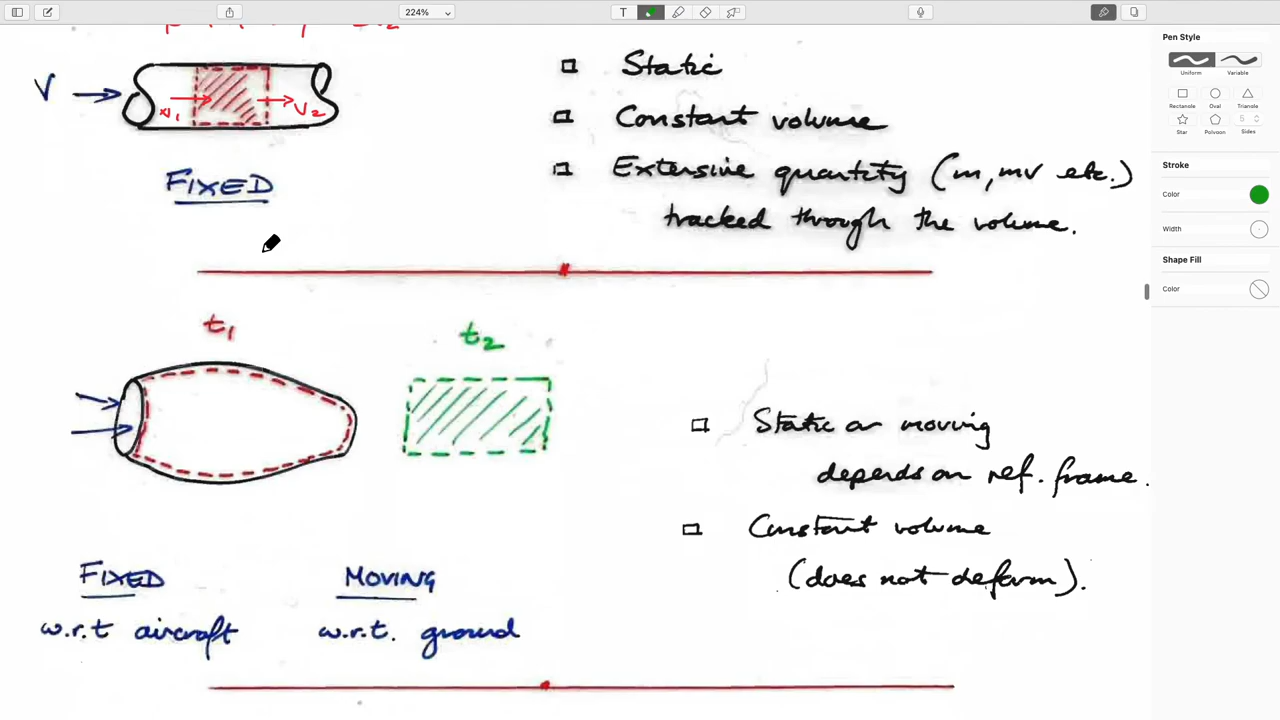 224%
T
V
v₁
v₂
FIXED
Static
Constant volume
Extensive quantity (m, mv etc.)
tracked through the volume.
t₁
t₂
Static or moving
depends on ref. frame.
Constant volume
(does not deform).
FIXED
w.r.t aircraft
MOVING
w.r.t. ground
Pen Style
Uniform
Variable
Rectangle
Oval
Triangle
Star
Polygon
5
Sides
Stroke
Color
Width
Shape Fill
Color